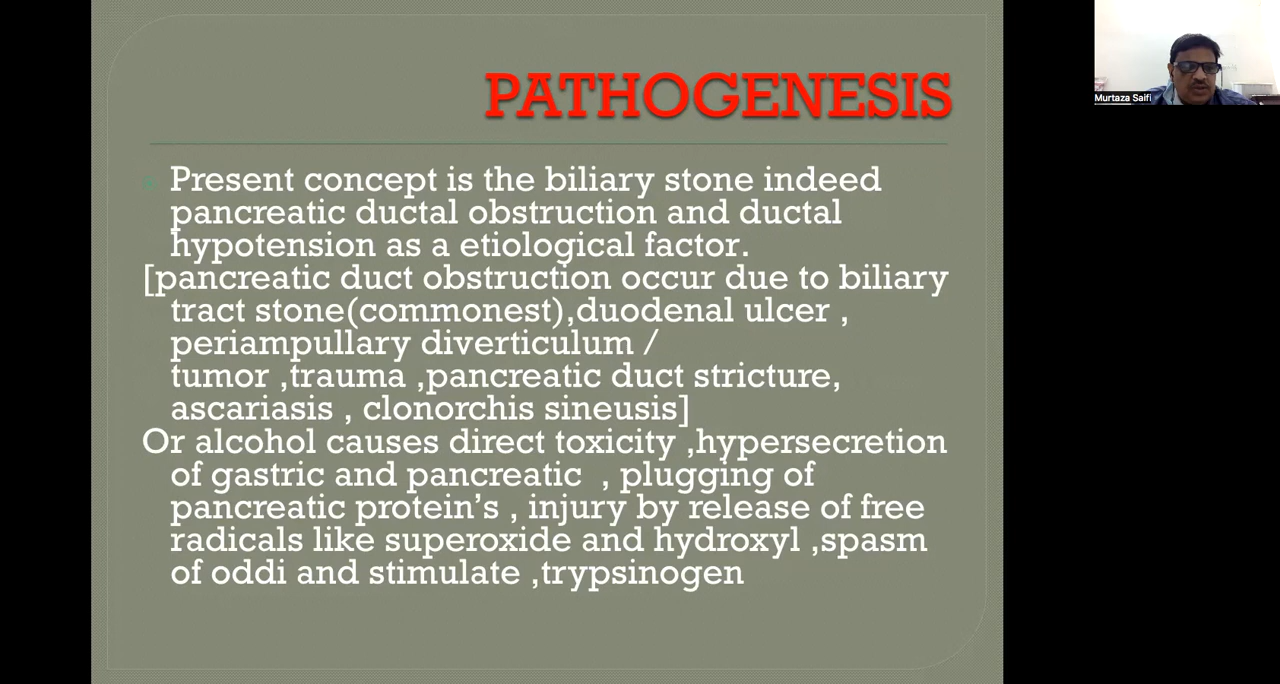 PATHOGENESIS
Present concept is the biliary stone indeed
pancreatic ductal obstruction and ductal
hypotension as a etiological factor.
[pancreatic duct obstruction occur due to biliary
tract stone(commonest),duodenal ulcer ,
periampullary diverticulum /
tumor ,trauma ,pancreatic duct stricture,
ascariasis , clonorchis sineusis]
Or alcohol causes direct toxicity ,hypersecretion
of gastric and pancreatic , plugging of
pancreatic protein's , injury by release of free
radicals like superoxide and hydroxyl ,spasm
of oddi and stimulate ,trypsinogen
Murtaza Saifi